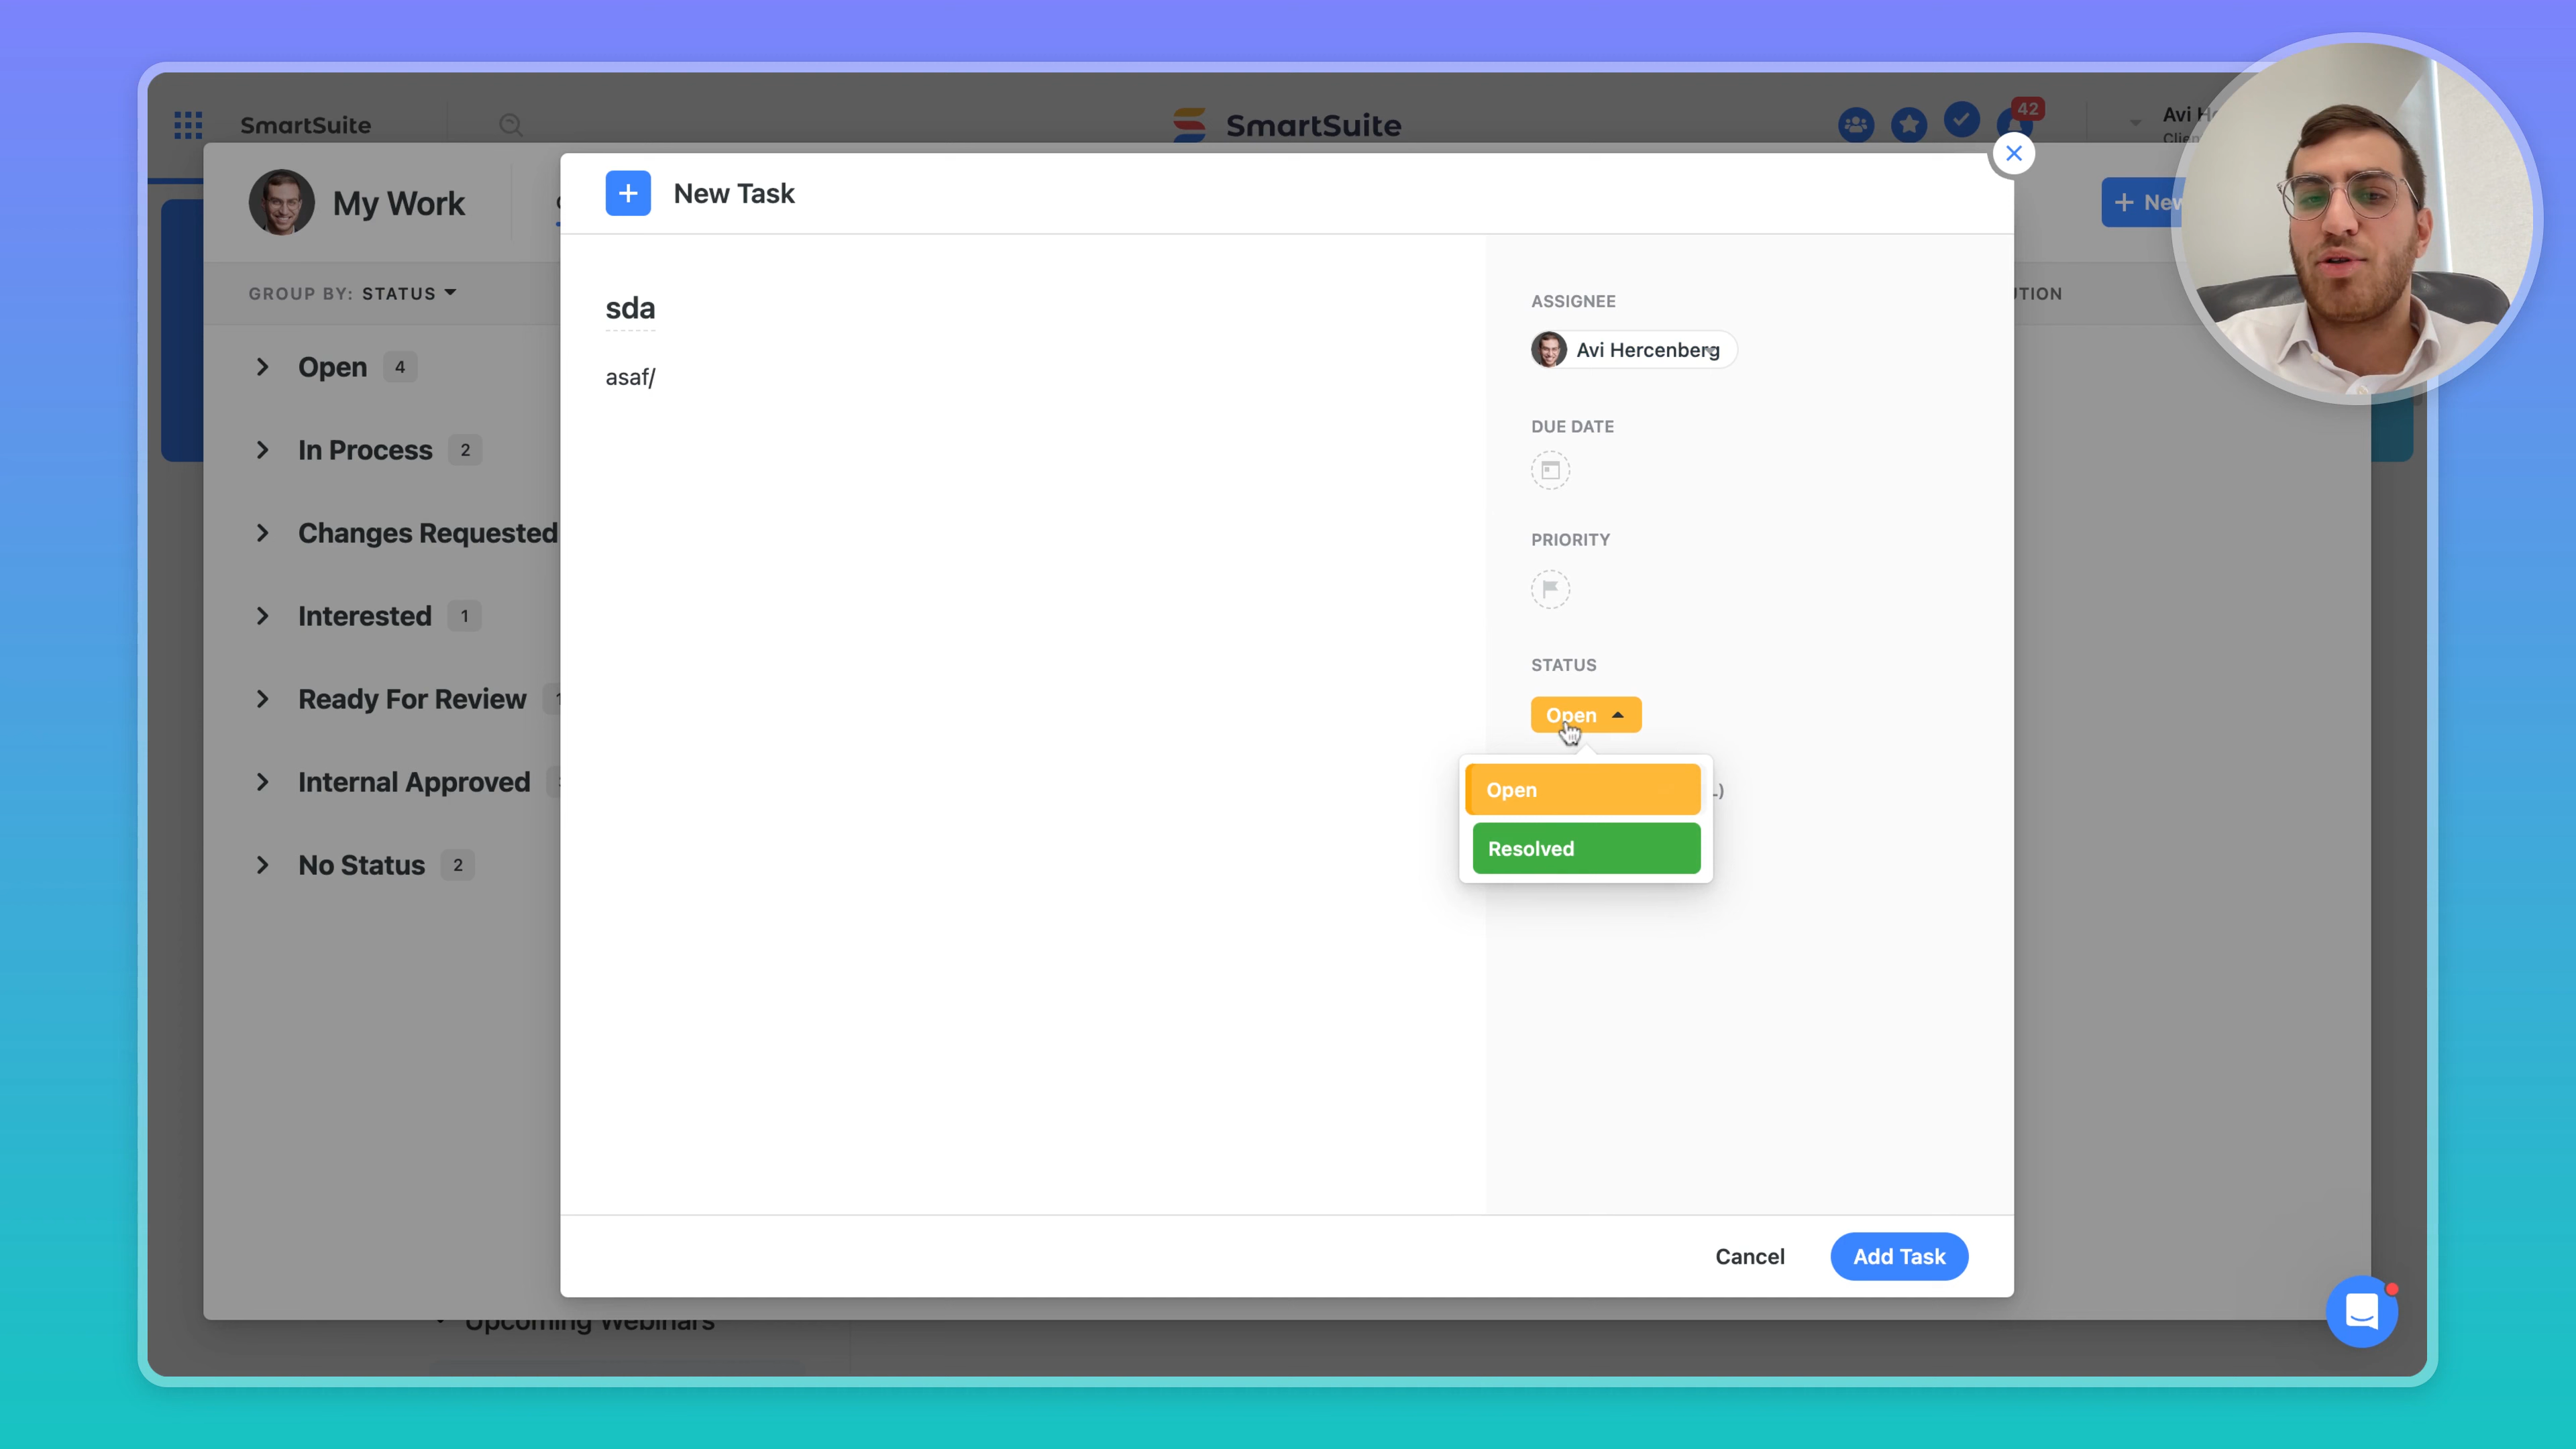 SmartSuite
SmartSuite
42
Avi
My Work
New Task
GROUP BY: STATUS
Open 4
In Process 2
Changes Requested
Interested 1
Ready For Review
Internal Approved
No Status 2
sda
asaf/
ASSIGNEE
Avi Hercenberg
DUE DATE
PRIORITY
STATUS
Open
Open
Resolved
Cancel
Add Task
Upcoming Webinars